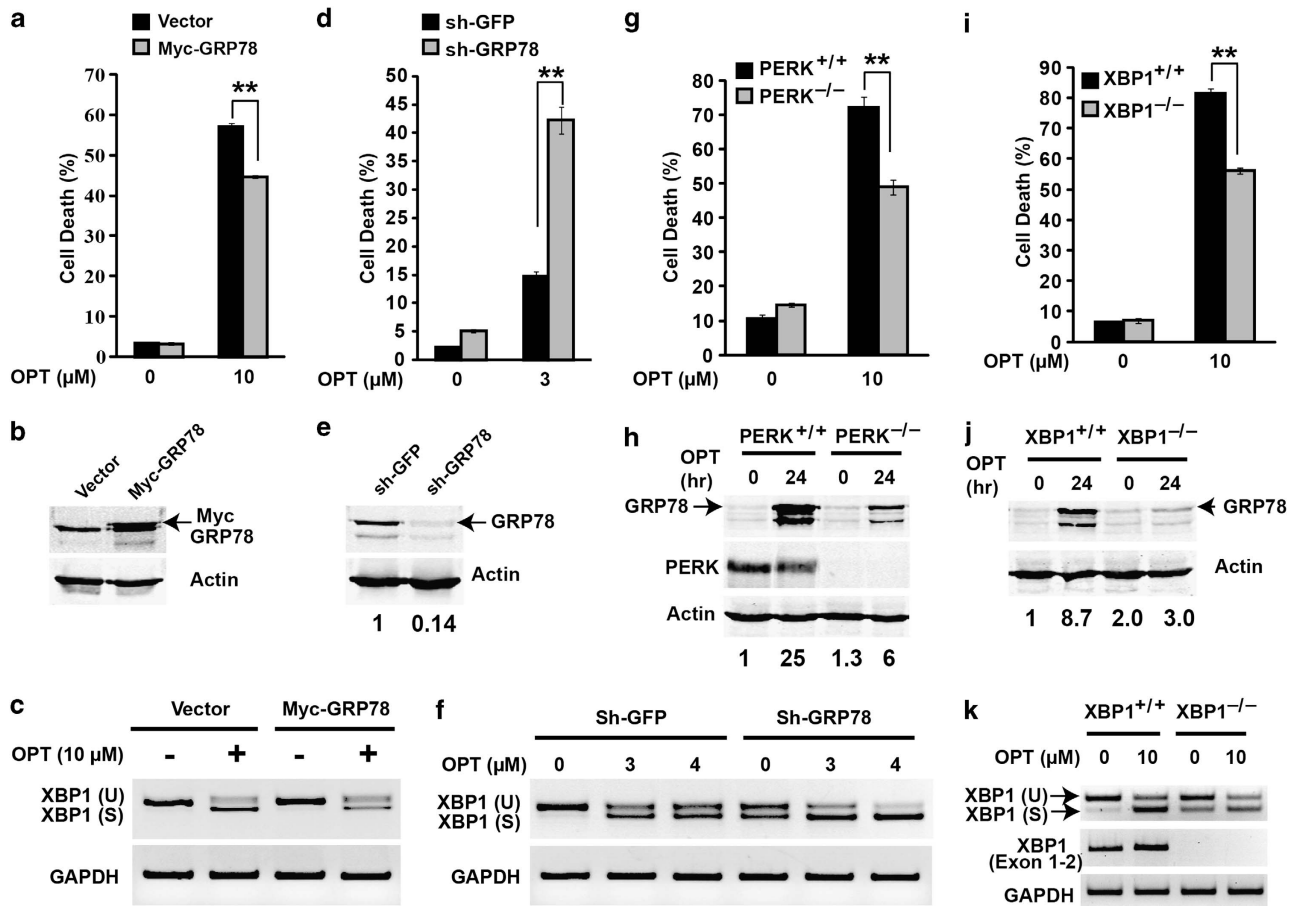 a
Vector
Myc-GRP78
**
Cell Death (%)
70
60
50
40
30
20
10
0
OPT (µM) 0 10
d
sh-GFP
sh-GRP78
**
Cell Death (%)
50
45
40
35
30
25
20
15
10
5
0
OPT (µM) 0 3
g
PERK+/+
PERK–/–
**
Cell Death (%)
80
70
60
50
40
30
20
10
0
OPT (µM) 0 10
i
XBP1+/+
XBP1–/–
**
Cell Death (%)
90
80
70
60
50
40
30
20
10
0
OPT (µM) 0 10
b
Vector Myc-GRP78
Myc
GRP78
Actin
e
sh-GFP sh-GRP78
GRP78
Actin
1 0.14
h
PERK+/+ PERK–/–
OPT
(hr) 0 24 0 24
GRP78
PERK
Actin
1 25 1.3 6
j
XBP1+/+ XBP1–/–
OPT
(hr) 0 24 0 24
GRP78
Actin
1 8.7 2.0 3.0
c
Vector Myc-GRP78
OPT (10 µM) - + - +
XBP1 (U)
XBP1 (S)
GAPDH
f
Sh-GFP Sh-GRP78
OPT (µM) 0 3 4 0 3 4
XBP1 (U)
XBP1 (S)
GAPDH
k
XBP1+/+ XBP1–/–
OPT (µM) 0 10 0 10
XBP1 (U)
XBP1 (S)
XBP1
(Exon 1-2)
GAPDH